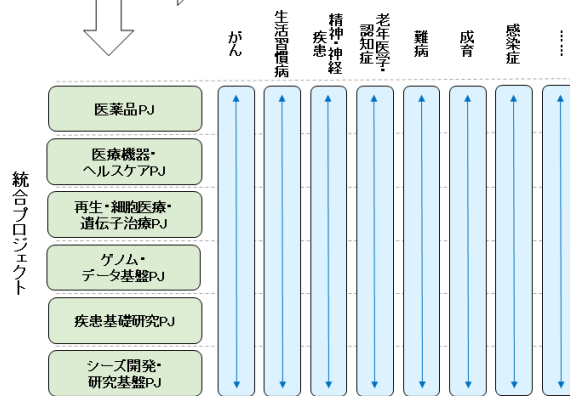 がん
生活習慣病
精神・神経
疾患
老年医学・
認知症
難病
成育
感染症
……
統合プロジェクト
医薬品PJ
医療機器・
ヘルスケアPJ
再生・細胞医療・
遺伝子治療PJ
ゲノム・
データ基盤PJ
疾患基礎研究PJ
シーズ開発・
研究基盤PJ